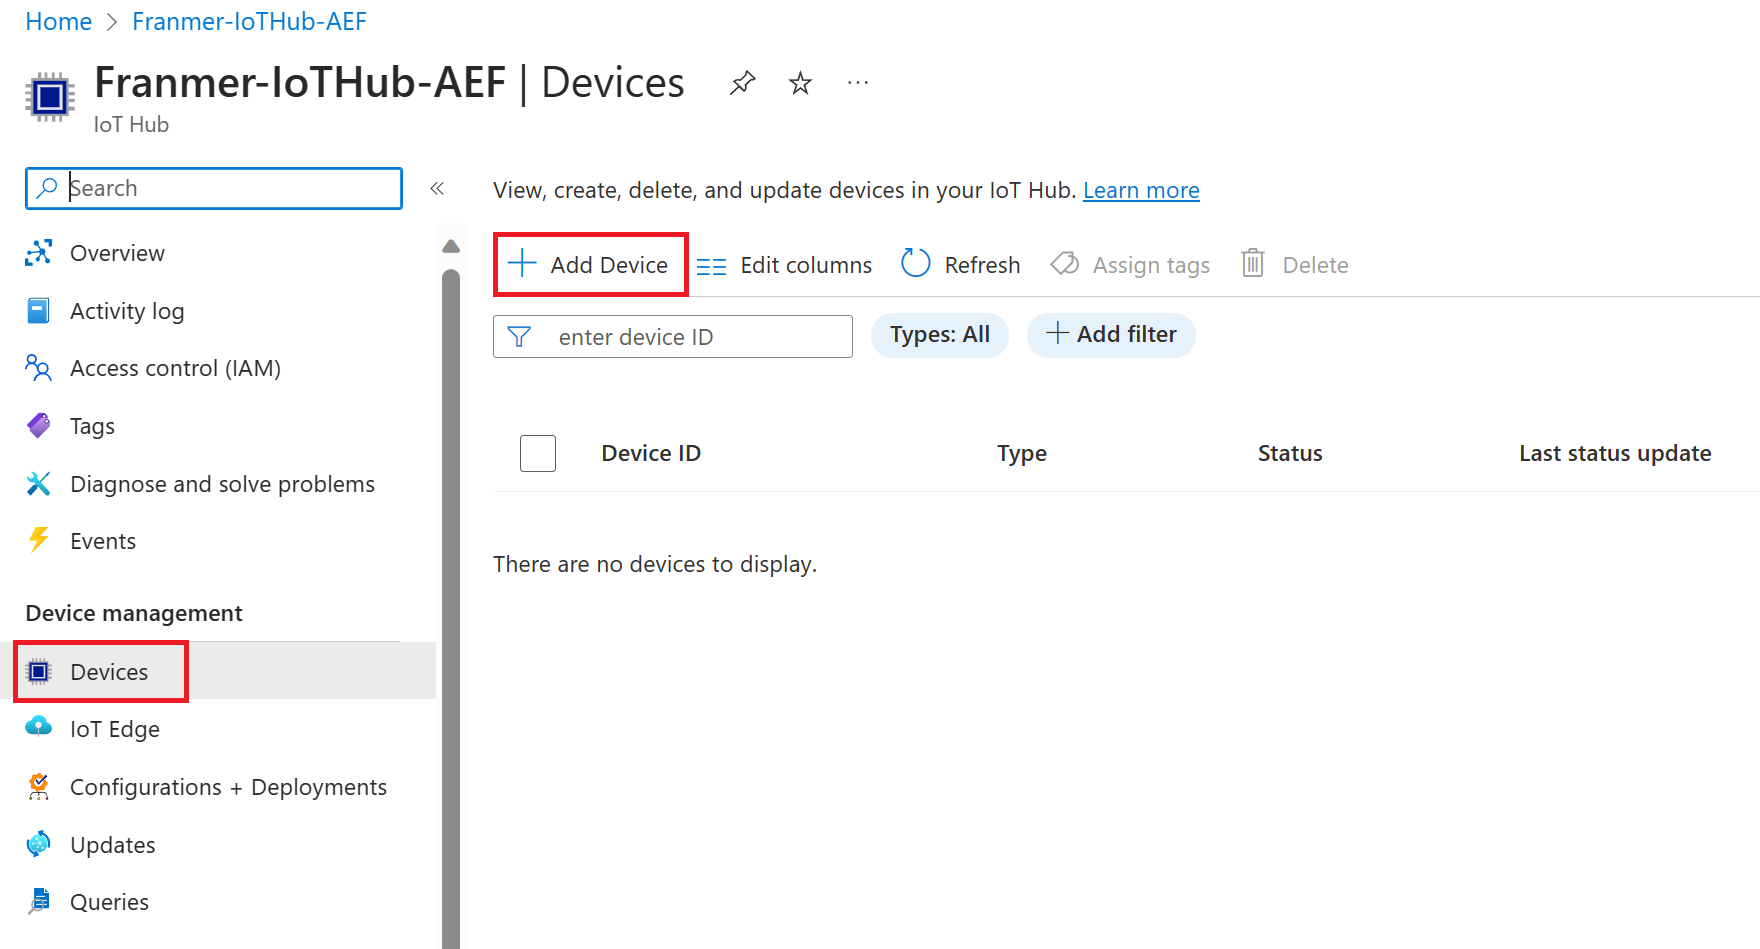 Home > Franmer-IoTHub-AEF
Franmer-IoTHub-AEF | Devices
IoT Hub
Search
Overview
Activity log
Access control (IAM)
Tags
Diagnose and solve problems
Events
Device management
Devices
IoT Edge
Configurations + Deployments
Updates
Queries
View, create, delete, and update devices in your IoT Hub. Learn more
Add Device Edit columns Refresh Assign tags Delete
enter device ID Types: All Add filter
Device ID Type Status Last status update
There are no devices to display.